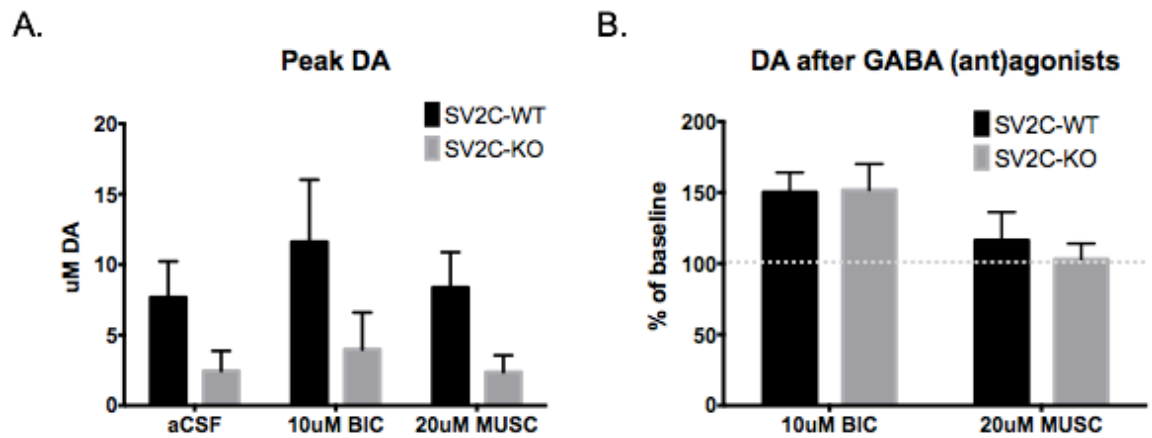 A.
Peak DA
SV2C-WT
SV2C-KO
20
15
10
5
0
uM DA
aCSF
10uM BIC
20uM MUSC
B.
DA after GABA (ant)agonists
SV2C-WT
SV2C-KO
200
150
100
50
0
% of baseline
10uM BIC
20uM MUSC